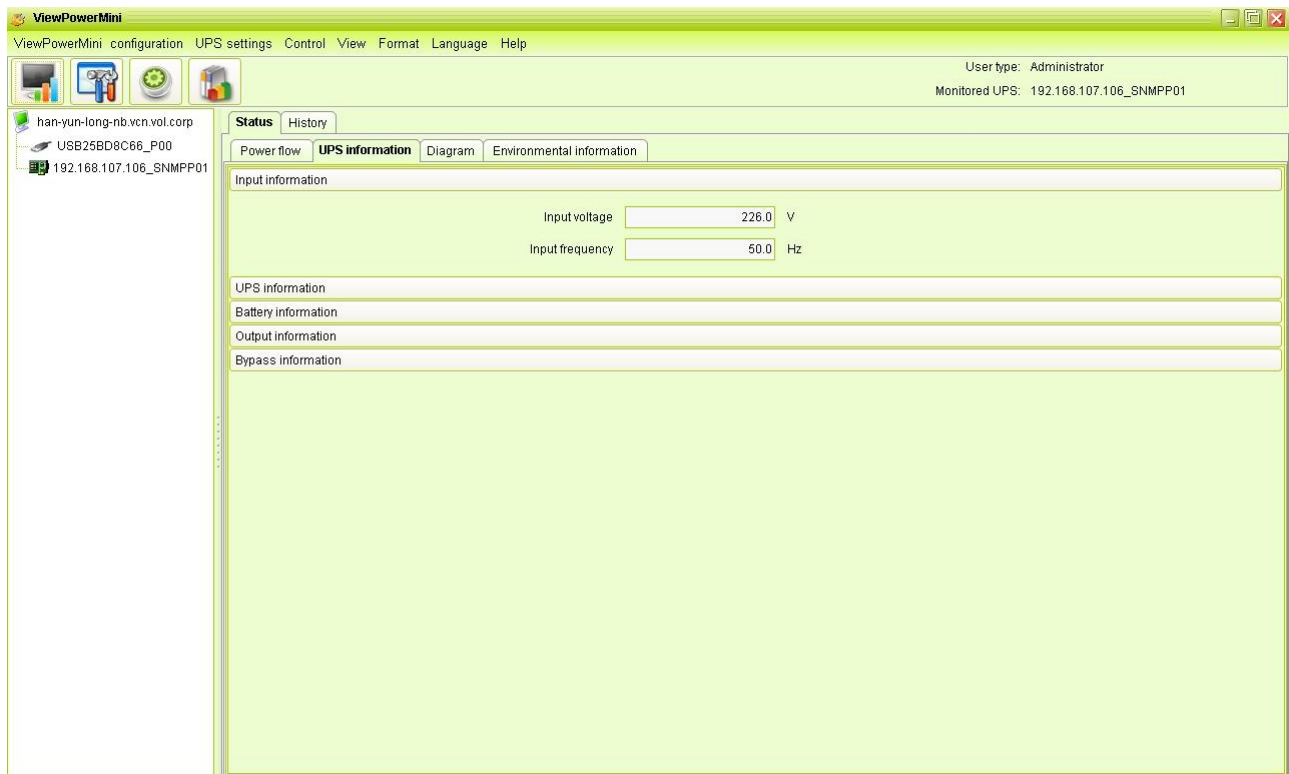 ViewPowerMini
ViewPowerMini configuration UPS settings Control View Format Language Help
User type: Administrator
Monitored UPS: 192.168.107.106_SNMPP01
han-yun-long-nb.vcn.vol.corp
USB25BD8C66_P00
192.168.107.106_SNMPP01
Status History
Power flow UPS information Diagram Environmental information
Input information
Input voltage 226.0 V
Input frequency 50.0 Hz
UPS information
Battery information
Output information
Bypass information